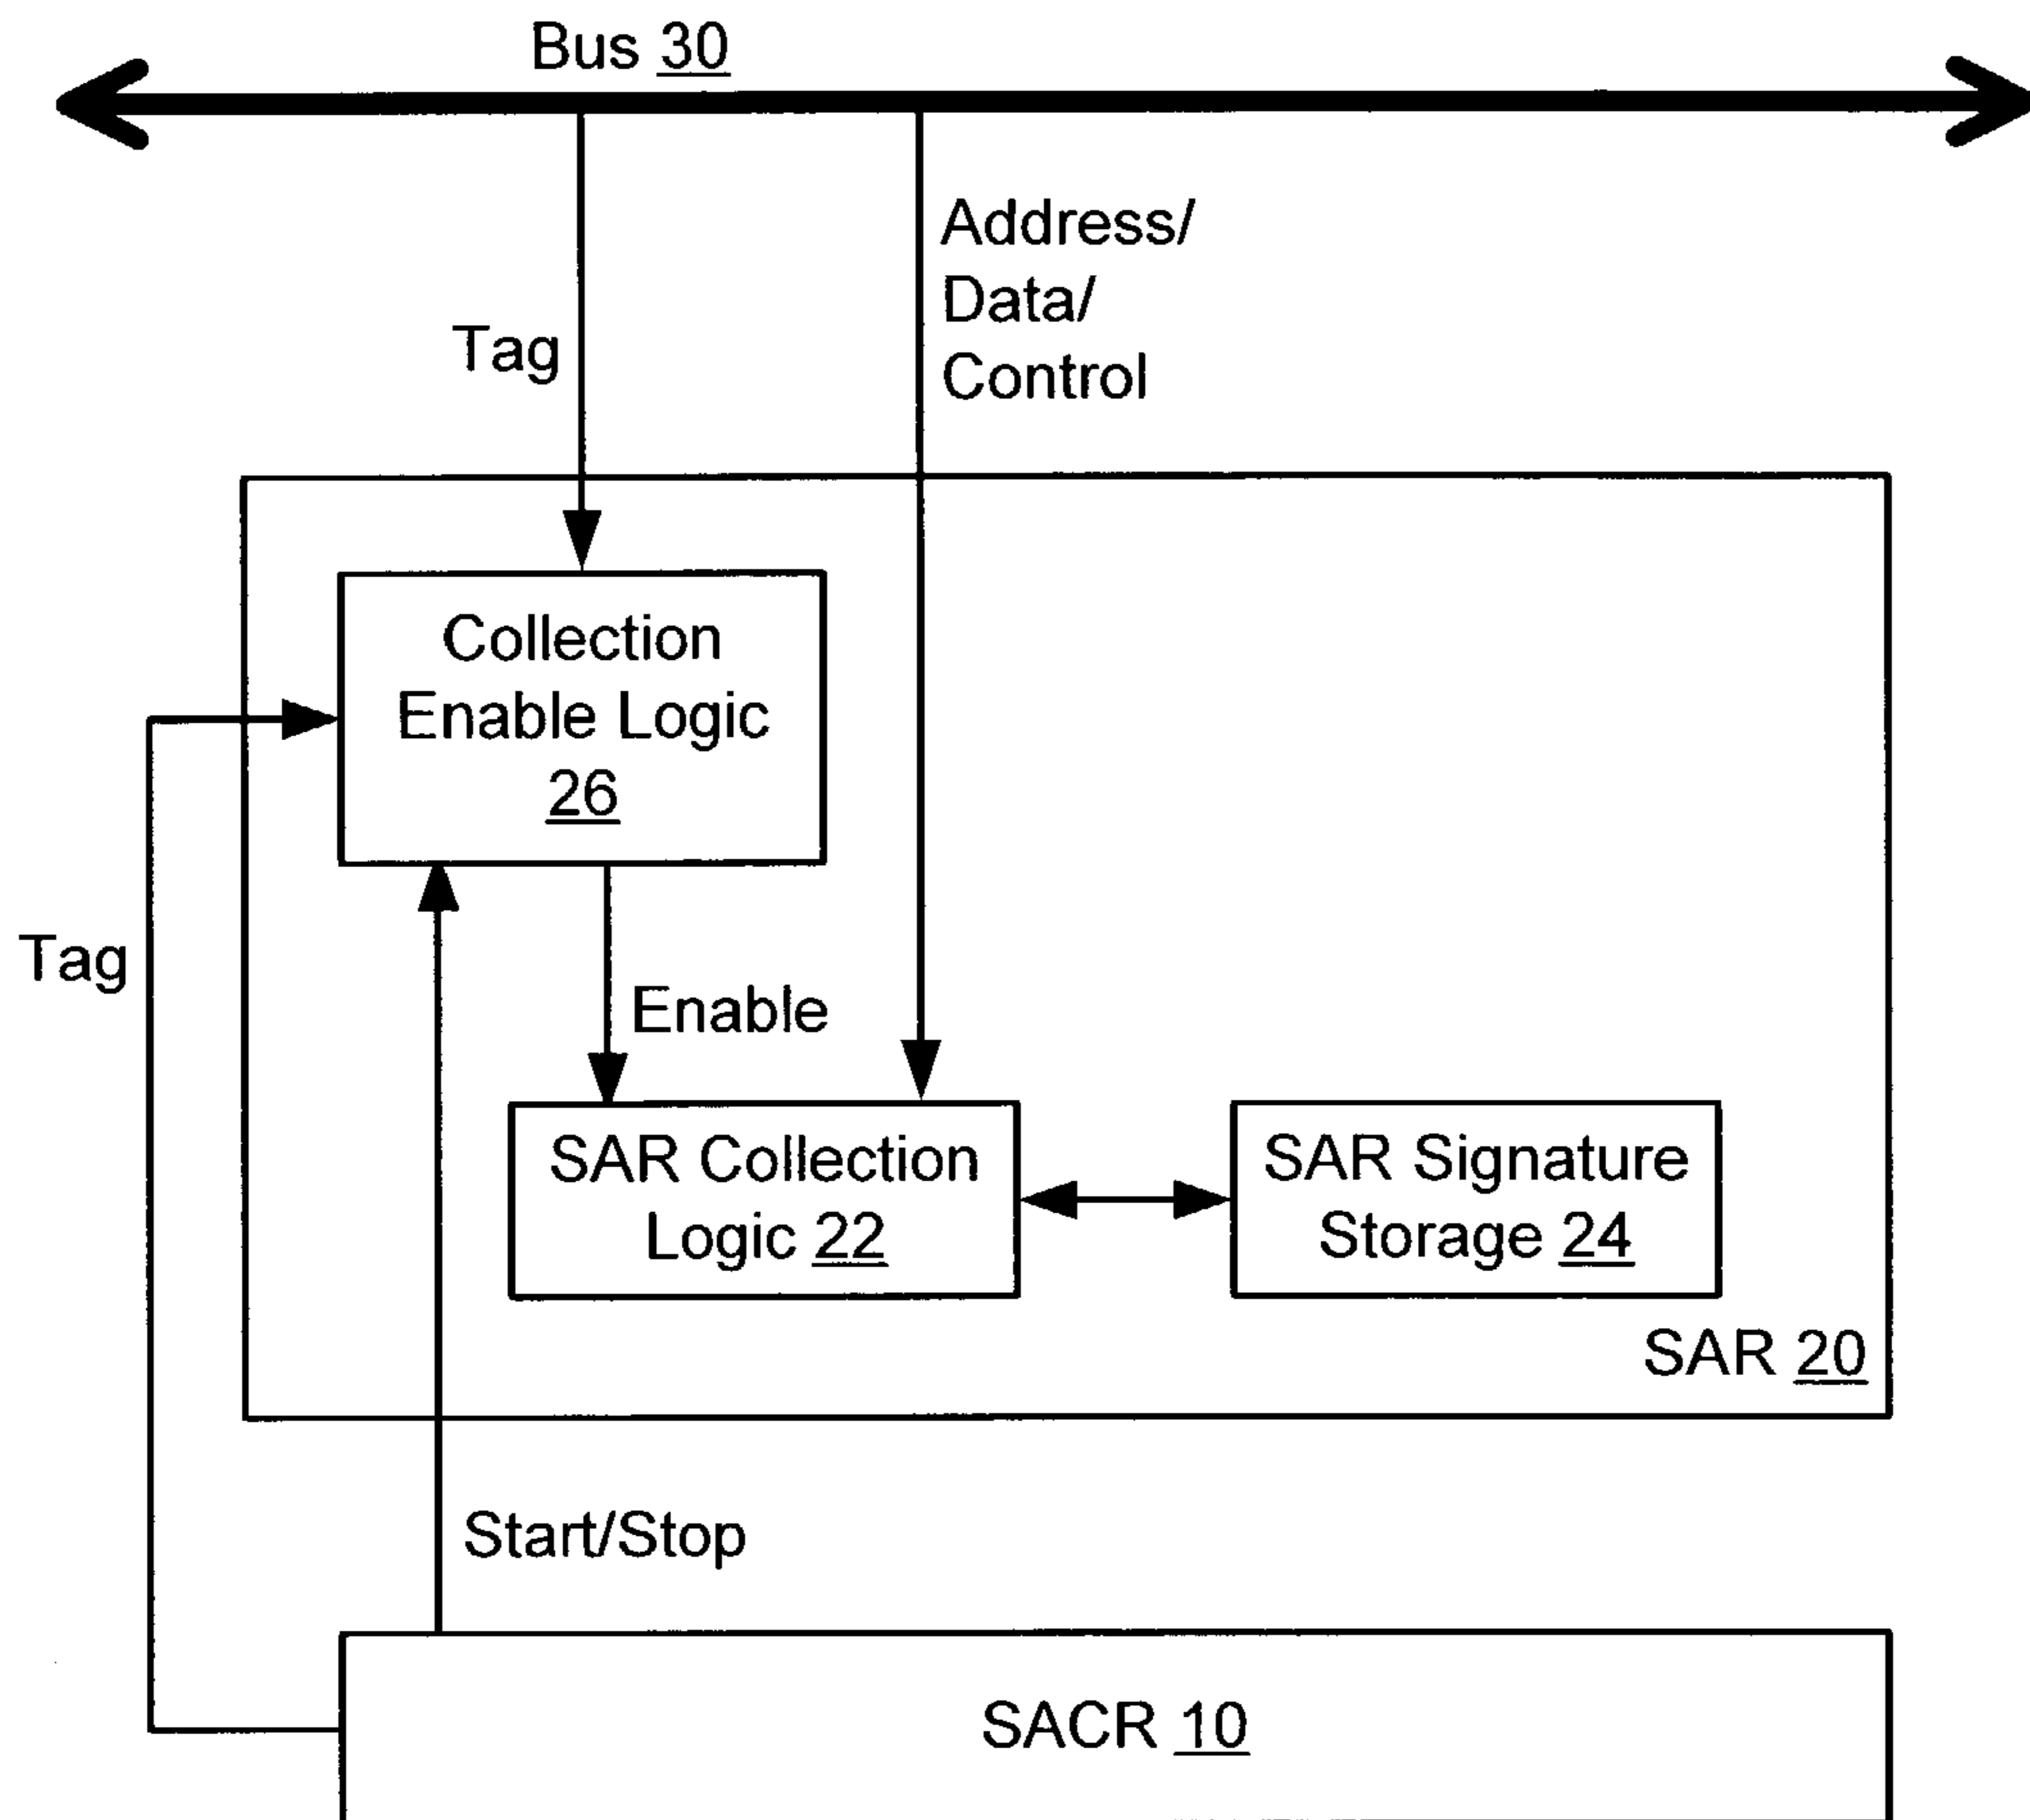 Bus 30
Address/
Data/
Control
Tag
Collection
Enable Logic
26
Tag
Enable
SAR Collection
Logic 22
SAR Signature
Storage 24
SAR 20
Start/Stop
SACR 10